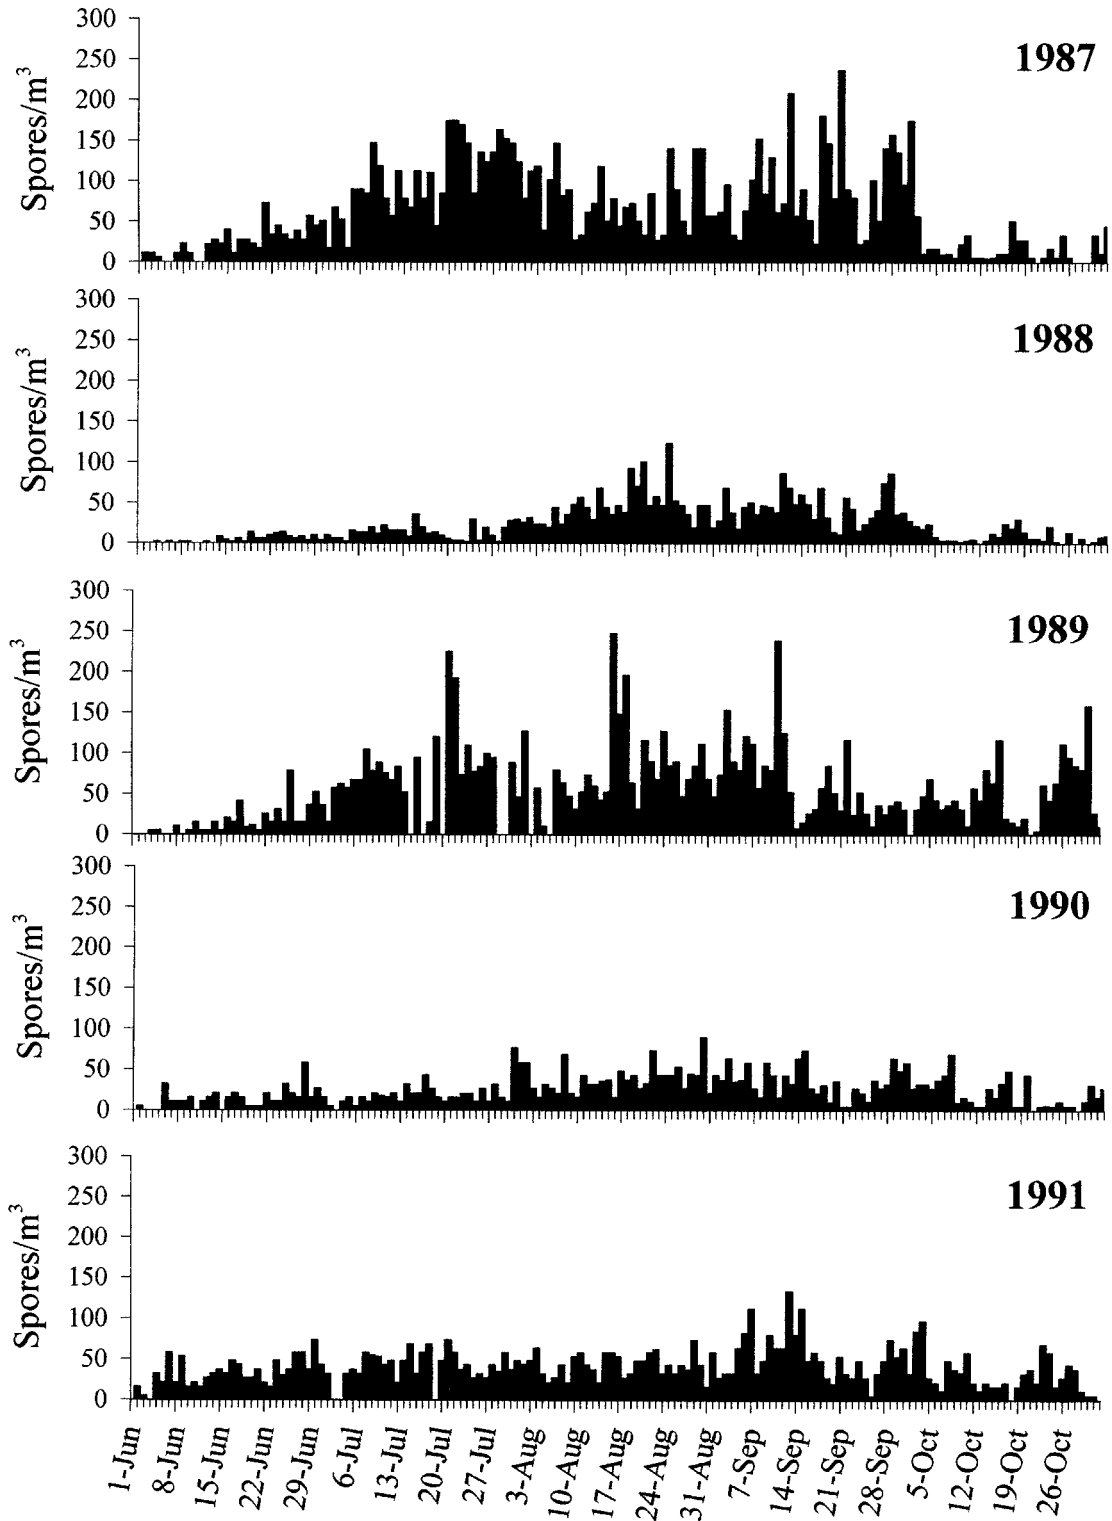 300
250
200
150
100
50
0
Spores/m³
1987
300
250
200
150
100
50
0
Spores/m³
1988
300
250
200
150
100
50
0
Spores/m³
1989
300
250
200
150
100
50
0
Spores/m³
1990
300
250
200
150
100
50
0
Spores/m³
1991
1-Jun
8-Jun
15-Jun
22-Jun
29-Jun
6-Jul
13-Jul
20-Jul
27-Jul
3-Aug
10-Aug
17-Aug
24-Aug
31-Aug
7-Sep
14-Sep
21-Sep
28-Sep
5-Oct
12-Oct
19-Oct
26-Oct